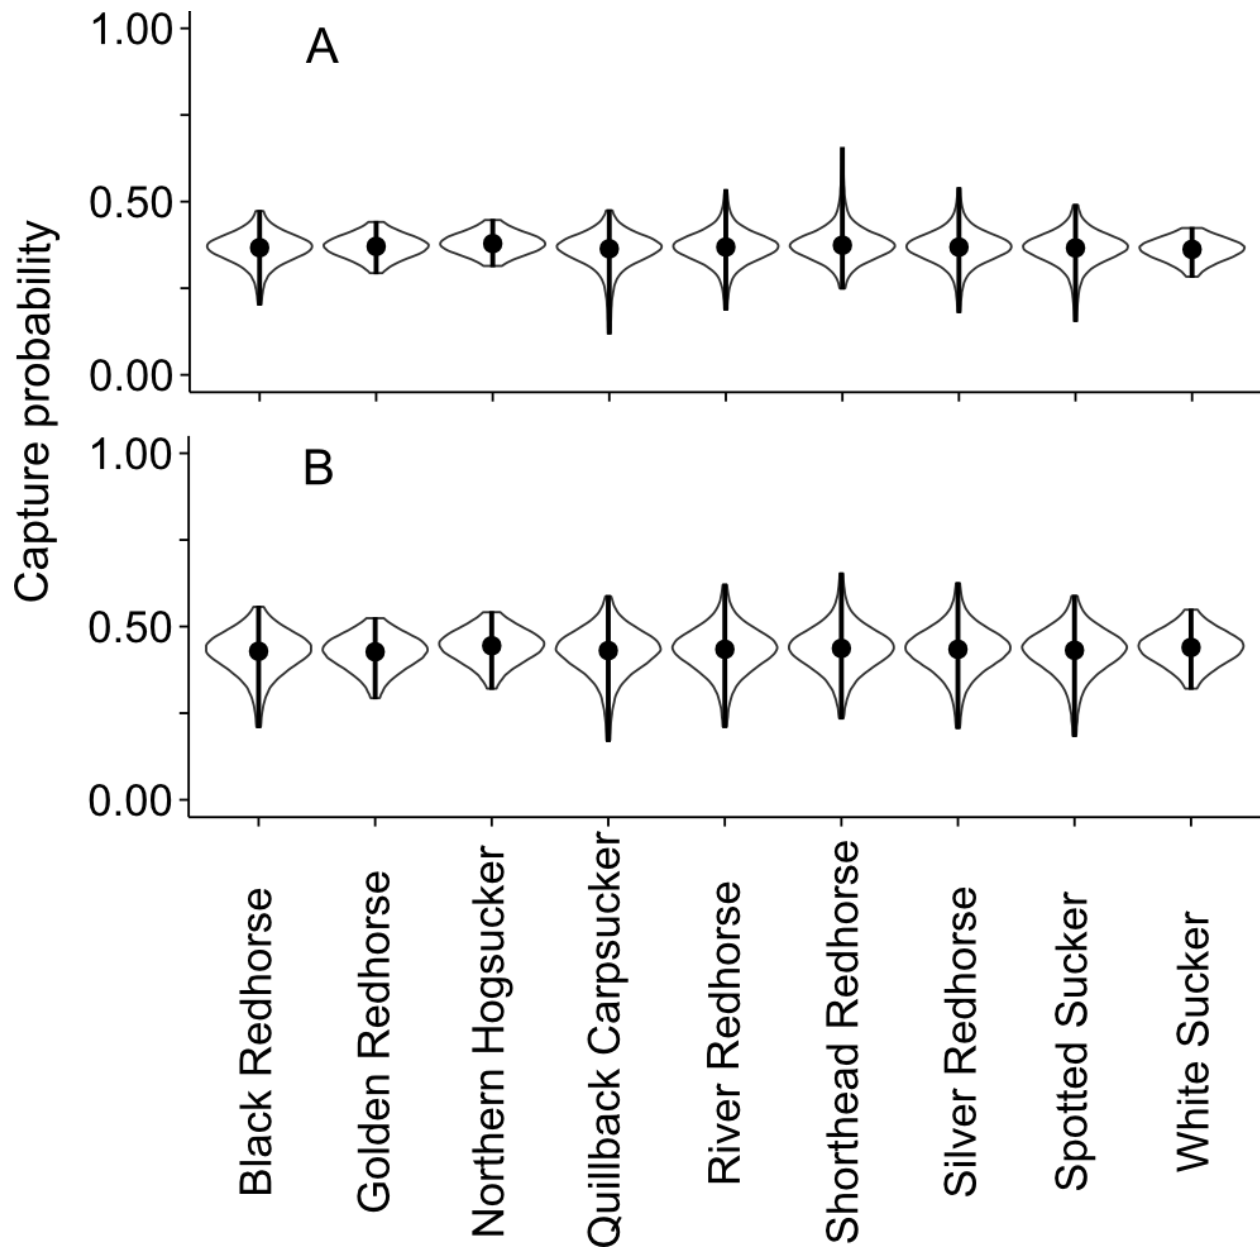 Capture probability
A
1.00
0.50
0.00
B
1.00
0.50
0.00
Black Redhorse
Golden Redhorse
Northern Hogsucker
Quillback Carpsucker
River Redhorse
Shorthead Redhorse
Silver Redhorse
Spotted Sucker
White Sucker